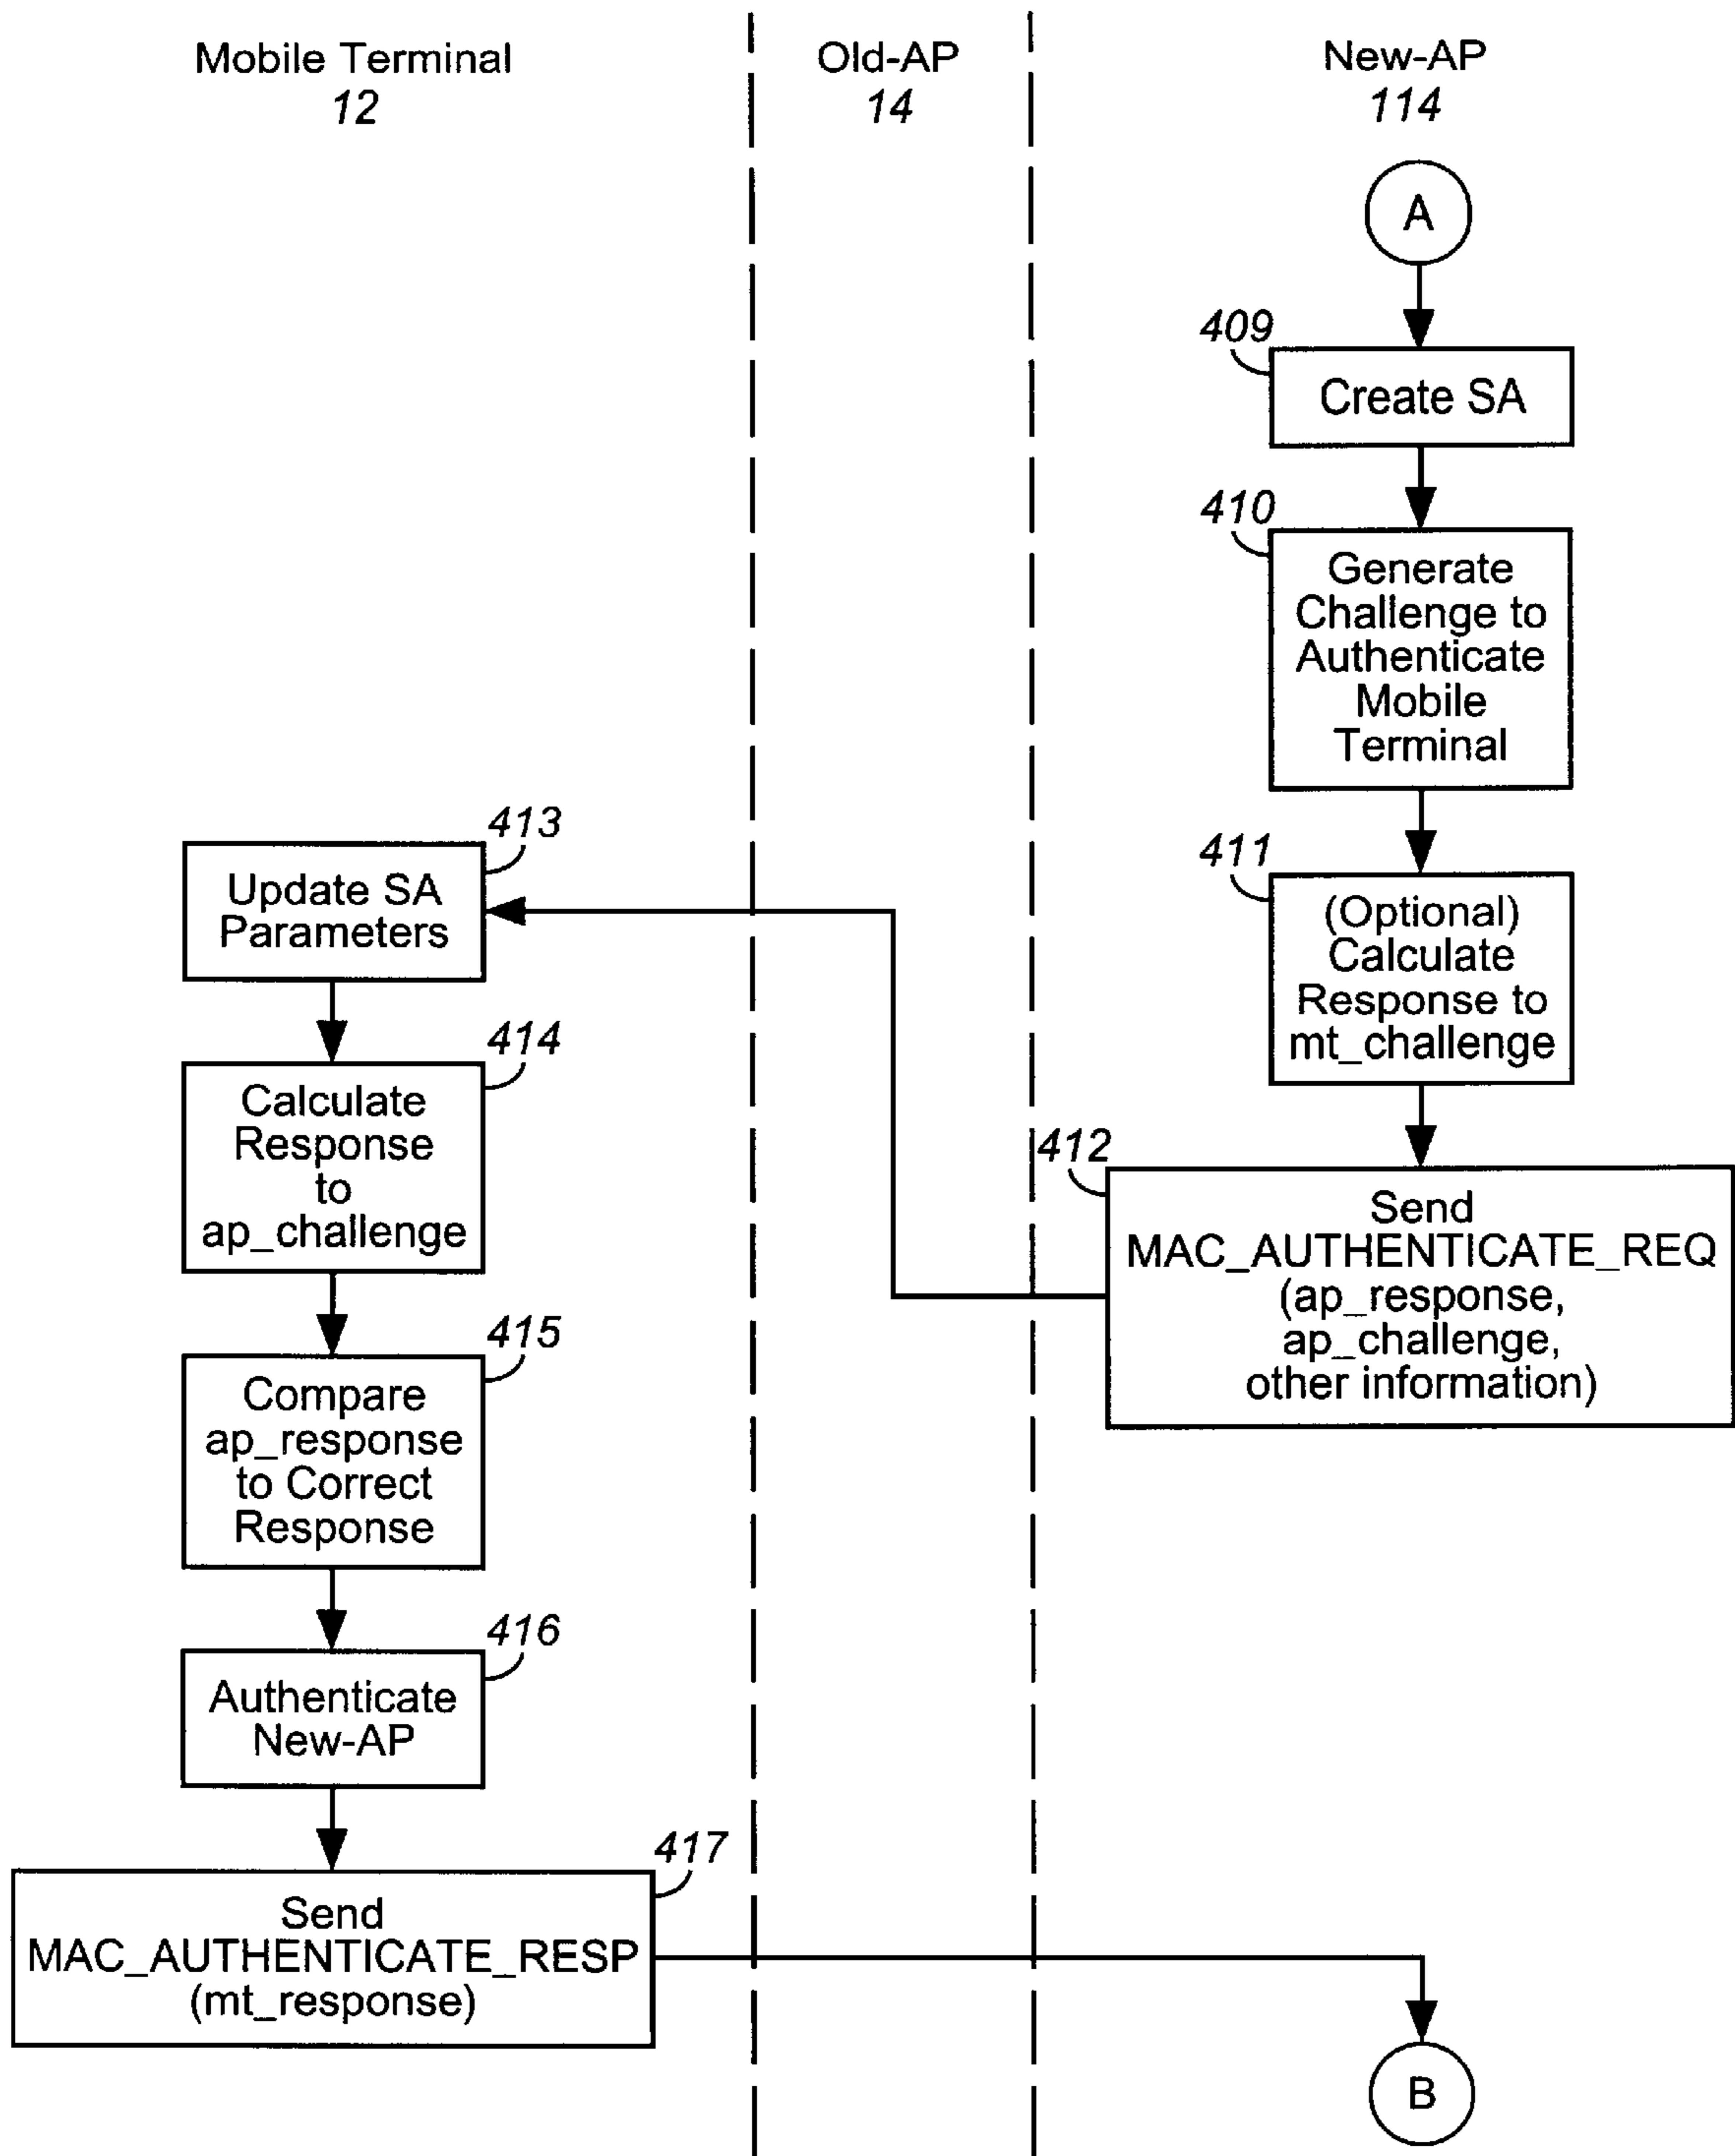 Mobile Terminal
12
Old-AP
14
New-AP
114
A
409
Create SA
410
Generate
Challenge to
Authenticate
Mobile
Terminal
411
(Optional)
Calculate
Response to
mt_challenge
412
Send
MAC_AUTHENTICATE_REQ
(ap_response,
ap_challenge,
other information)
413
Update SA
Parameters
414
Calculate
Response
to
ap_challenge
415
Compare
ap_response
to Correct
Response
416
Authenticate
New-AP
417
Send
MAC_AUTHENTICATE_RESP
(mt_response)
B